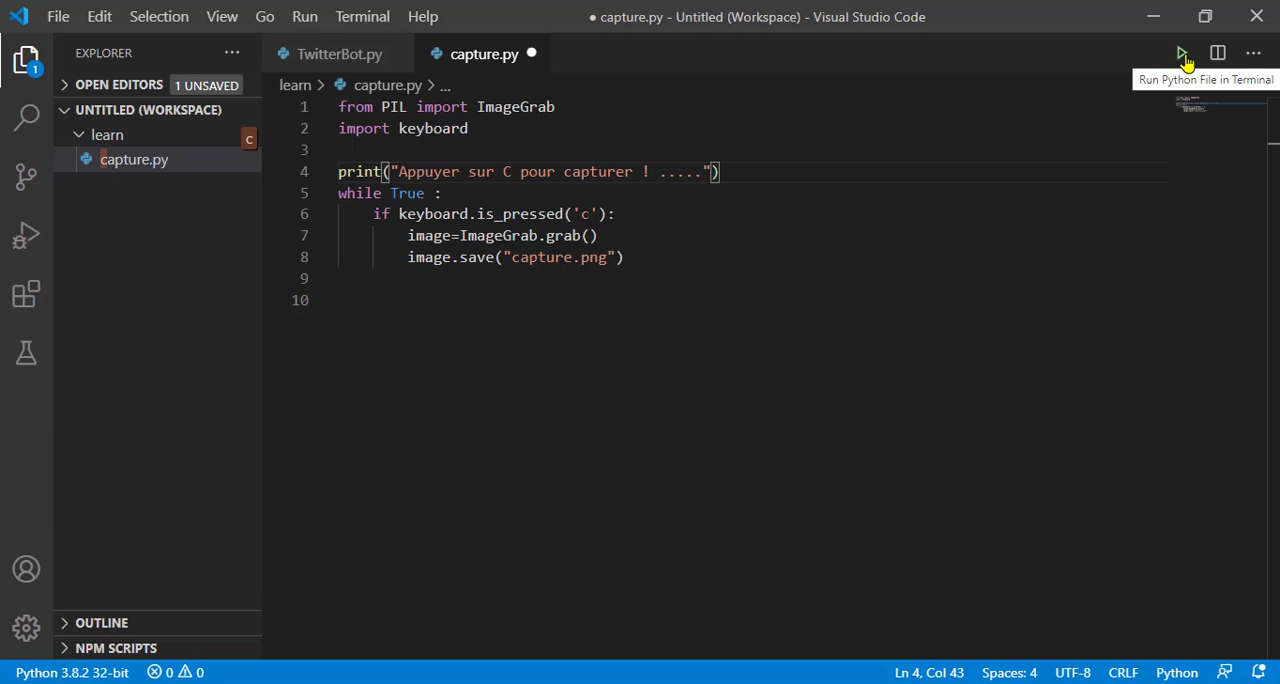 File Edit Selection View Go Run Terminal Help
● capture.py - Untitled (Workspace) - Visual Studio Code
1
EXPLORER ···
TwitterBot.py
capture.py
Run Python File in Terminal
OPEN EDITORS 1 UNSAVED
UNTITLED (WORKSPACE)
learn
c
capture.py
learn > capture.py > ...
1 from PIL import ImageGrab
2 import keyboard
3
4 print("Appuyer sur C pour capturer ! .....")
5 while True :
6 if keyboard.is_pressed('c'):
7 image=ImageGrab.grab()
8 image.save("capture.png")
9
10
OUTLINE
NPM SCRIPTS
Python 3.8.2 32-bit 0 0 Ln 4, Col 43 Spaces: 4 UTF-8 CRLF Python